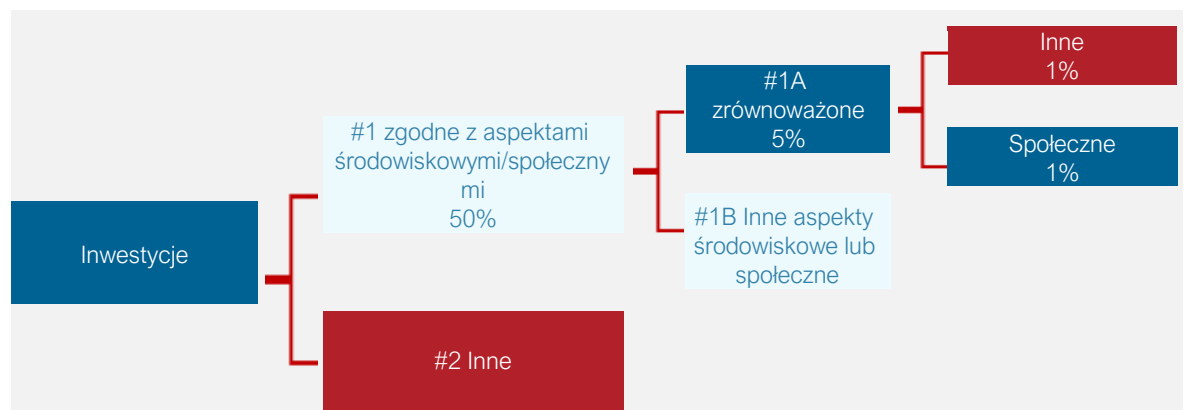 Inwestycje
#1 zgodne z aspektami
środowiskowymi/społeczny
mi
50%
#2 Inne
#1A
zrównoważone
5%
#1B Inne aspekty
środowiskowe lub
społeczne
Inne
1%
Społeczne
1%